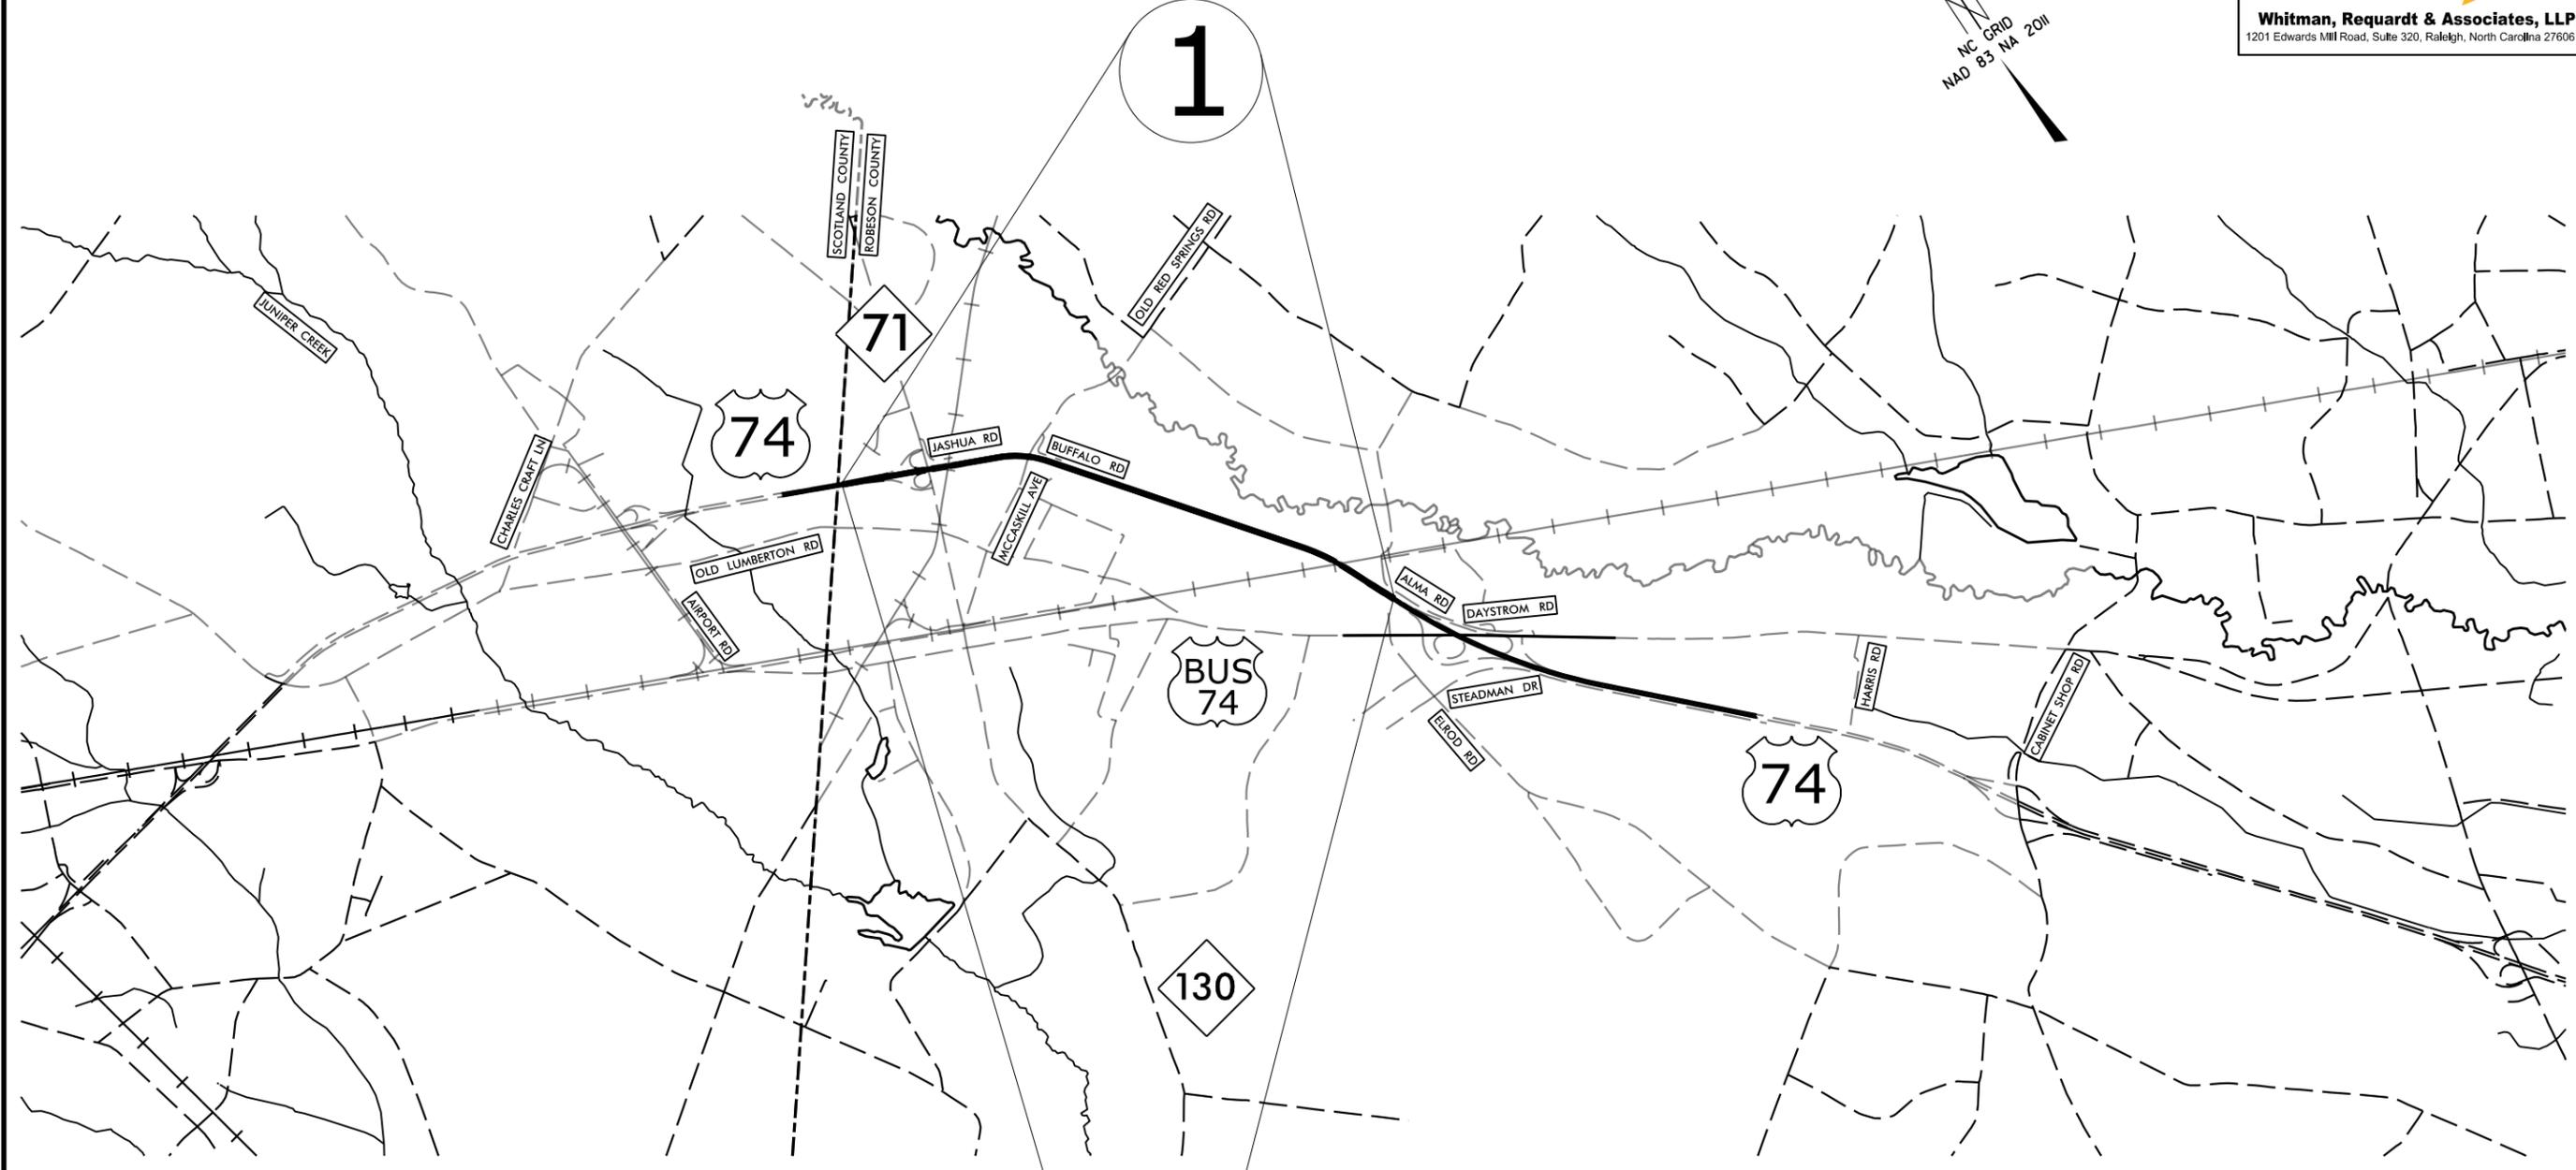 1
NC GRID
NAD 83 NA 2011
Whitman, Requardt & Associates, LLP
1201 Edwards Mill Road, Suite 320, Raleigh, North Carolina 27606
SCOTLAND COUNTY
ROBESON COUNTY
OLD RED SPRINGS RD
JUNIPER CREEK
71
74
JASHUA RD
BUFFALO RD
CHARLES CRAFT LN
MCCASKILL AVE
OLD LUMBERTON RD
AIRPORT RD
ALMA RD
DAYSTROM RD
BUS
74
STEADMAN DR
ELROD RD
HARRIS RD
CABINET SHOP RD
74
130